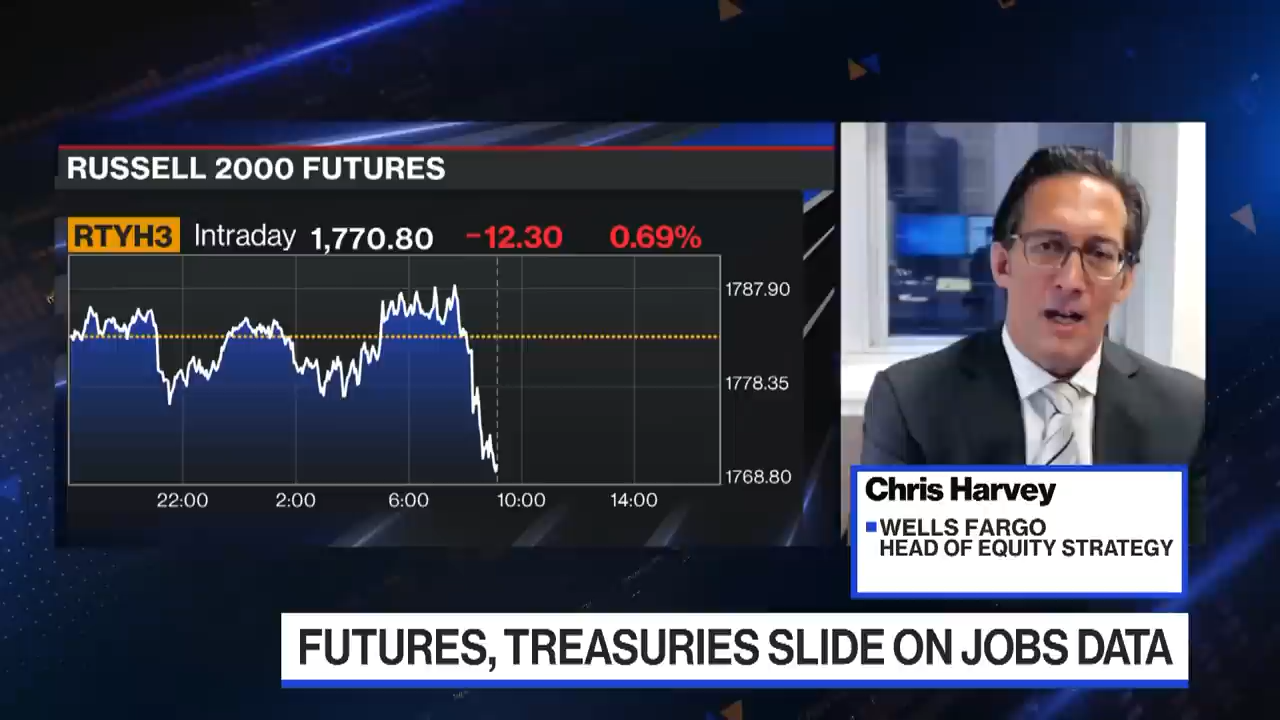 RUSSELL 2000 FUTURES
RTYH3 Intraday 1,770.80 -12.30 0.69%
1787.90
1778.35
1768.80
22:00 2:00 6:00 10:00 14:00
Chris Harvey
WELLS FARGO
HEAD OF EQUITY STRATEGY
FUTURES, TREASURIES SLIDE ON JOBS DATA